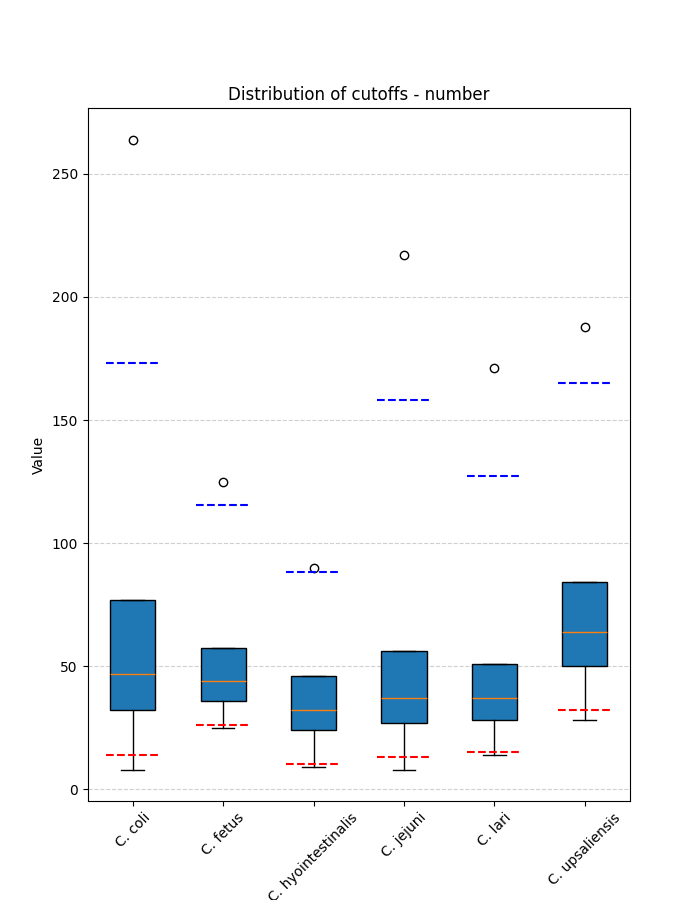 Distribution of cutoffs - number
Value
250
200
150
100
50
0
C. coli
C. fetus
C. hyointestinalis
C. jejuni
C. lari
C. upsaliensis